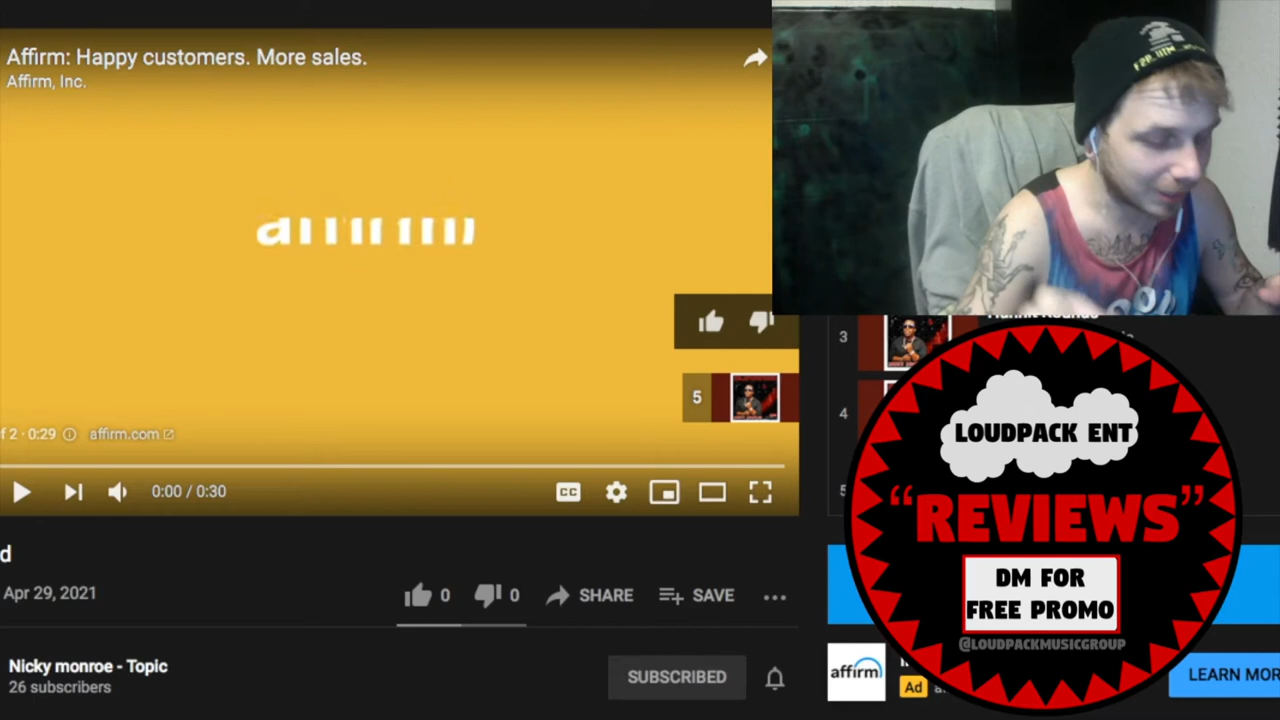 Affirm: Happy customers. More sales.
Affirm, Inc.
5
f 2 · 0:29
affirm.com
0:00 / 0:30
CC
d
Apr 29, 2021
0
0
SHARE
SAVE
Nicky monroe - Topic
26 subscribers
SUBSCRIBED
3
4
LOUDPACK ENT
“REVIEWS”
DM FOR
FREE PROMO
@LOUDPACKMUSICGROUP
affirm
Ad
LEARN MOR